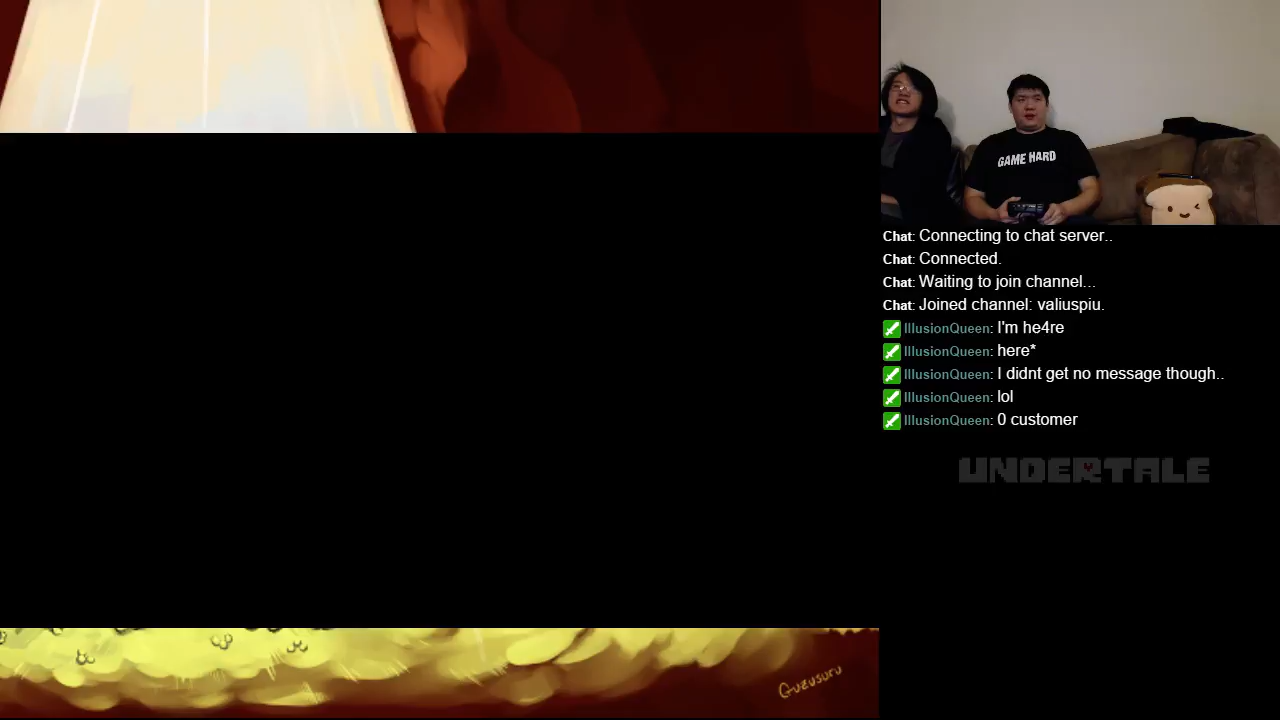 GAME HARD
Chat: Connecting to chat server..
Chat: Connected.
Chat: Waiting to join channel...
Chat: Joined channel: valiuspiu.
IllusionQueen: I'm he4re
IllusionQueen: here*
IllusionQueen: I didnt get no message though..
IllusionQueen: lol
IllusionQueen: 0 customer
UNDERTALE
Guzusuru